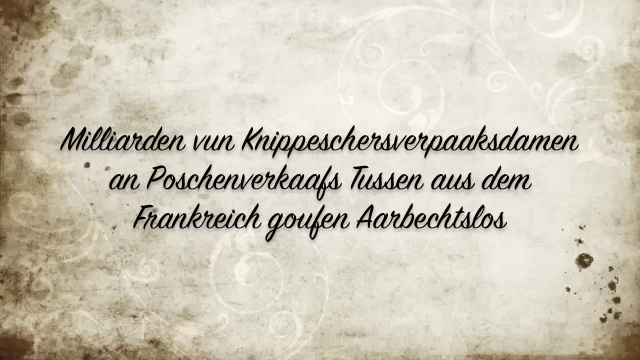 Milliarden vun Knippeschersverpaaksdamen
an Poschenverkaafs Tussen aus dem
Frankreich goufen Aarbechtslos